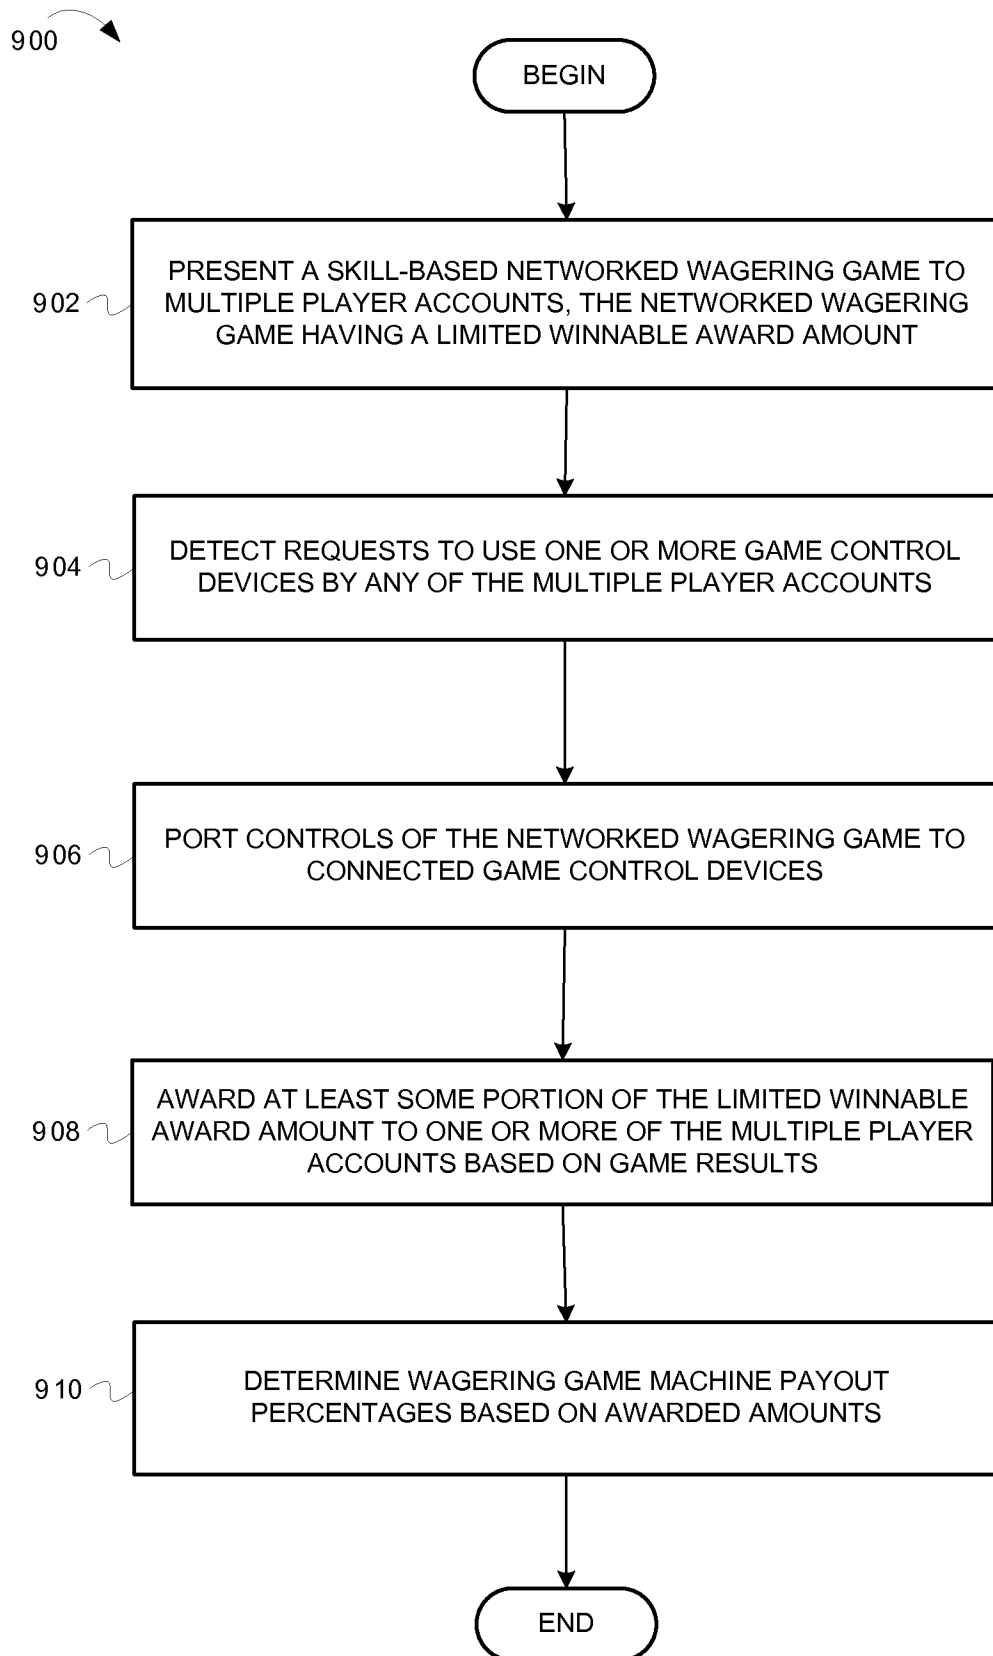 900
BEGIN
902
PRESENT A SKILL-BASED NETWORKED WAGERING GAME TO
MULTIPLE PLAYER ACCOUNTS, THE NETWORKED WAGERING
GAME HAVING A LIMITED WINNABLE AWARD AMOUNT
904
DETECT REQUESTS TO USE ONE OR MORE GAME CONTROL
DEVICES BY ANY OF THE MULTIPLE PLAYER ACCOUNTS
906
PORT CONTROLS OF THE NETWORKED WAGERING GAME TO
CONNECTED GAME CONTROL DEVICES
908
AWARD AT LEAST SOME PORTION OF THE LIMITED WINNABLE
AWARD AMOUNT TO ONE OR MORE OF THE MULTIPLE PLAYER
ACCOUNTS BASED ON GAME RESULTS
910
DETERMINE WAGERING GAME MACHINE PAYOUT
PERCENTAGES BASED ON AWARDED AMOUNTS
END